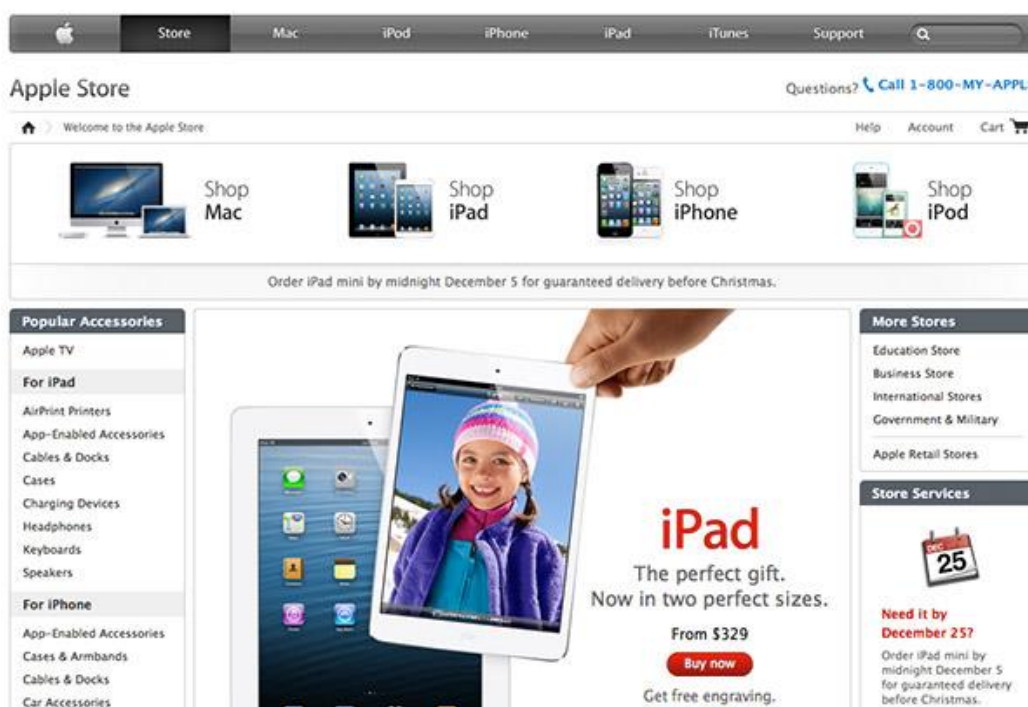 Store Mac iPod iPhone iPad iTunes Support
Apple Store
Questions? Call 1-800-MY-APPL
Welcome to the Apple Store
Help Account Cart
Shop
Mac
Shop
iPad
Shop
iPhone
Shop
iPod
Order iPad mini by midnight December 5 for guaranteed delivery before Christmas.
Popular Accessories
Apple TV
For iPad
AirPrint Printers
App-Enabled Accessories
Cables & Docks
Cases
Charging Devices
Headphones
Keyboards
Speakers
For iPhone
App-Enabled Accessories
Cases & Armbands
Cables & Docks
Car Accessories
iPad
The perfect gift.
Now in two perfect sizes.
From $329
Buy now
Get free engraving.
More Stores
Education Store
Business Store
International Stores
Government & Military
Apple Retail Stores
Store Services
DEC
25
Need it by
December 25?
Order iPad mini by
midnight December 5
for guaranteed delivery
before Christmas.